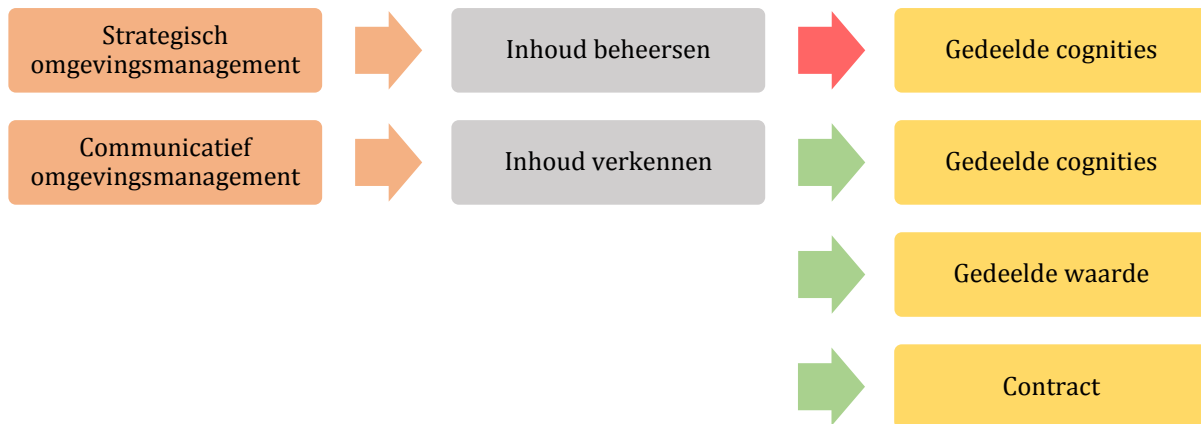 Strategisch
omgevingsmanagement
Inhoud beheersen
Gedeelde cognities
Communicatief
omgevingsmanagement
Inhoud verkennen
Gedeelde cognities
Gedeelde waarde
Contract